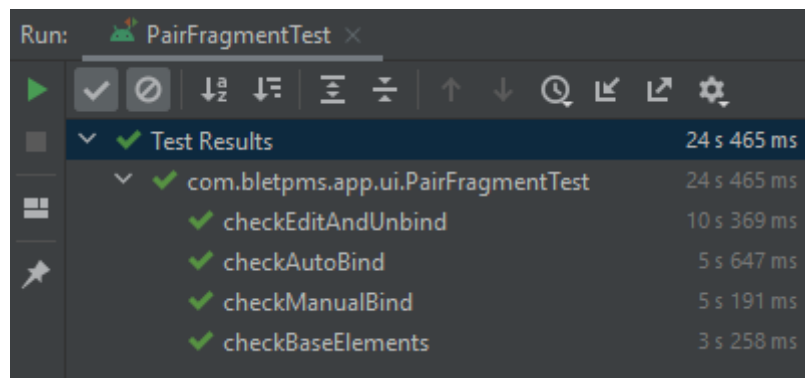 Run: PairFragmentTest
Test Results 24 s 465 ms
com.bletpms.app.ui.PairFragmentTest 24 s 465 ms
checkEditAndUnbind 10 s 369 ms
checkAutoBind 5 s 647 ms
checkManualBind 5 s 191 ms
checkBaseElements 3 s 258 ms